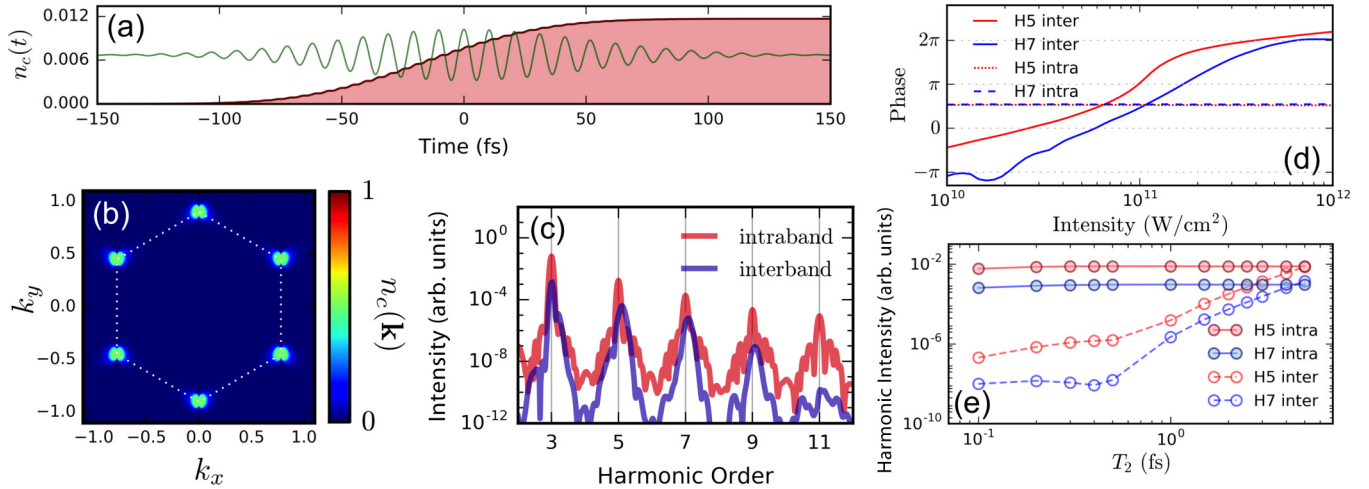 (a)
n_c(t)
0.012
0.006
0.000
−150 −100 −50 0 50 100 150
Time (fs)
(b)
k_y
1.0
0.5
0.0
−0.5
−1.0
−1.0 −0.5 0.0 0.5 1.0
k_x
1
n_c(k)
0
(c)
intraband
interband
Intensity (arb. units)
10^0
10^-4
10^-8
10^-12
3 5 7 9 11
Harmonic Order
(d)
H5 inter
H7 inter
H5 intra
H7 intra
Phase
2π
π
0
−π
10^10 10^11 10^12
Intensity (W/cm^2)
(e)
Harmonic Intensity (arb. units)
10^-2
10^-6
10^-10
H5 intra
H7 intra
H5 inter
H7 inter
10^-1 10^0
T_2 (fs)